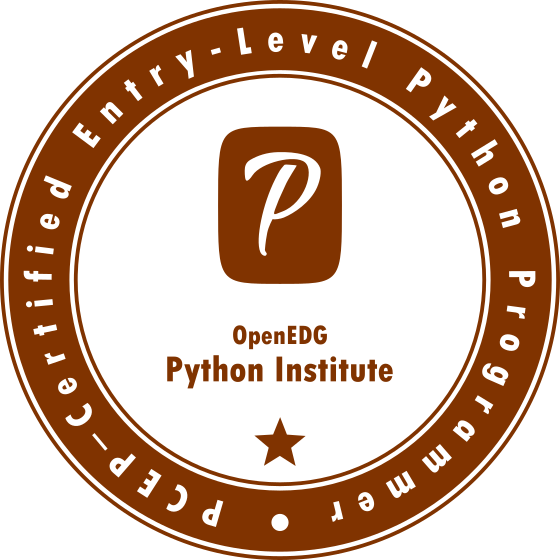 PCEP–Certified Entry-Level Python Programmer
P
OpenEDG
Python Institute